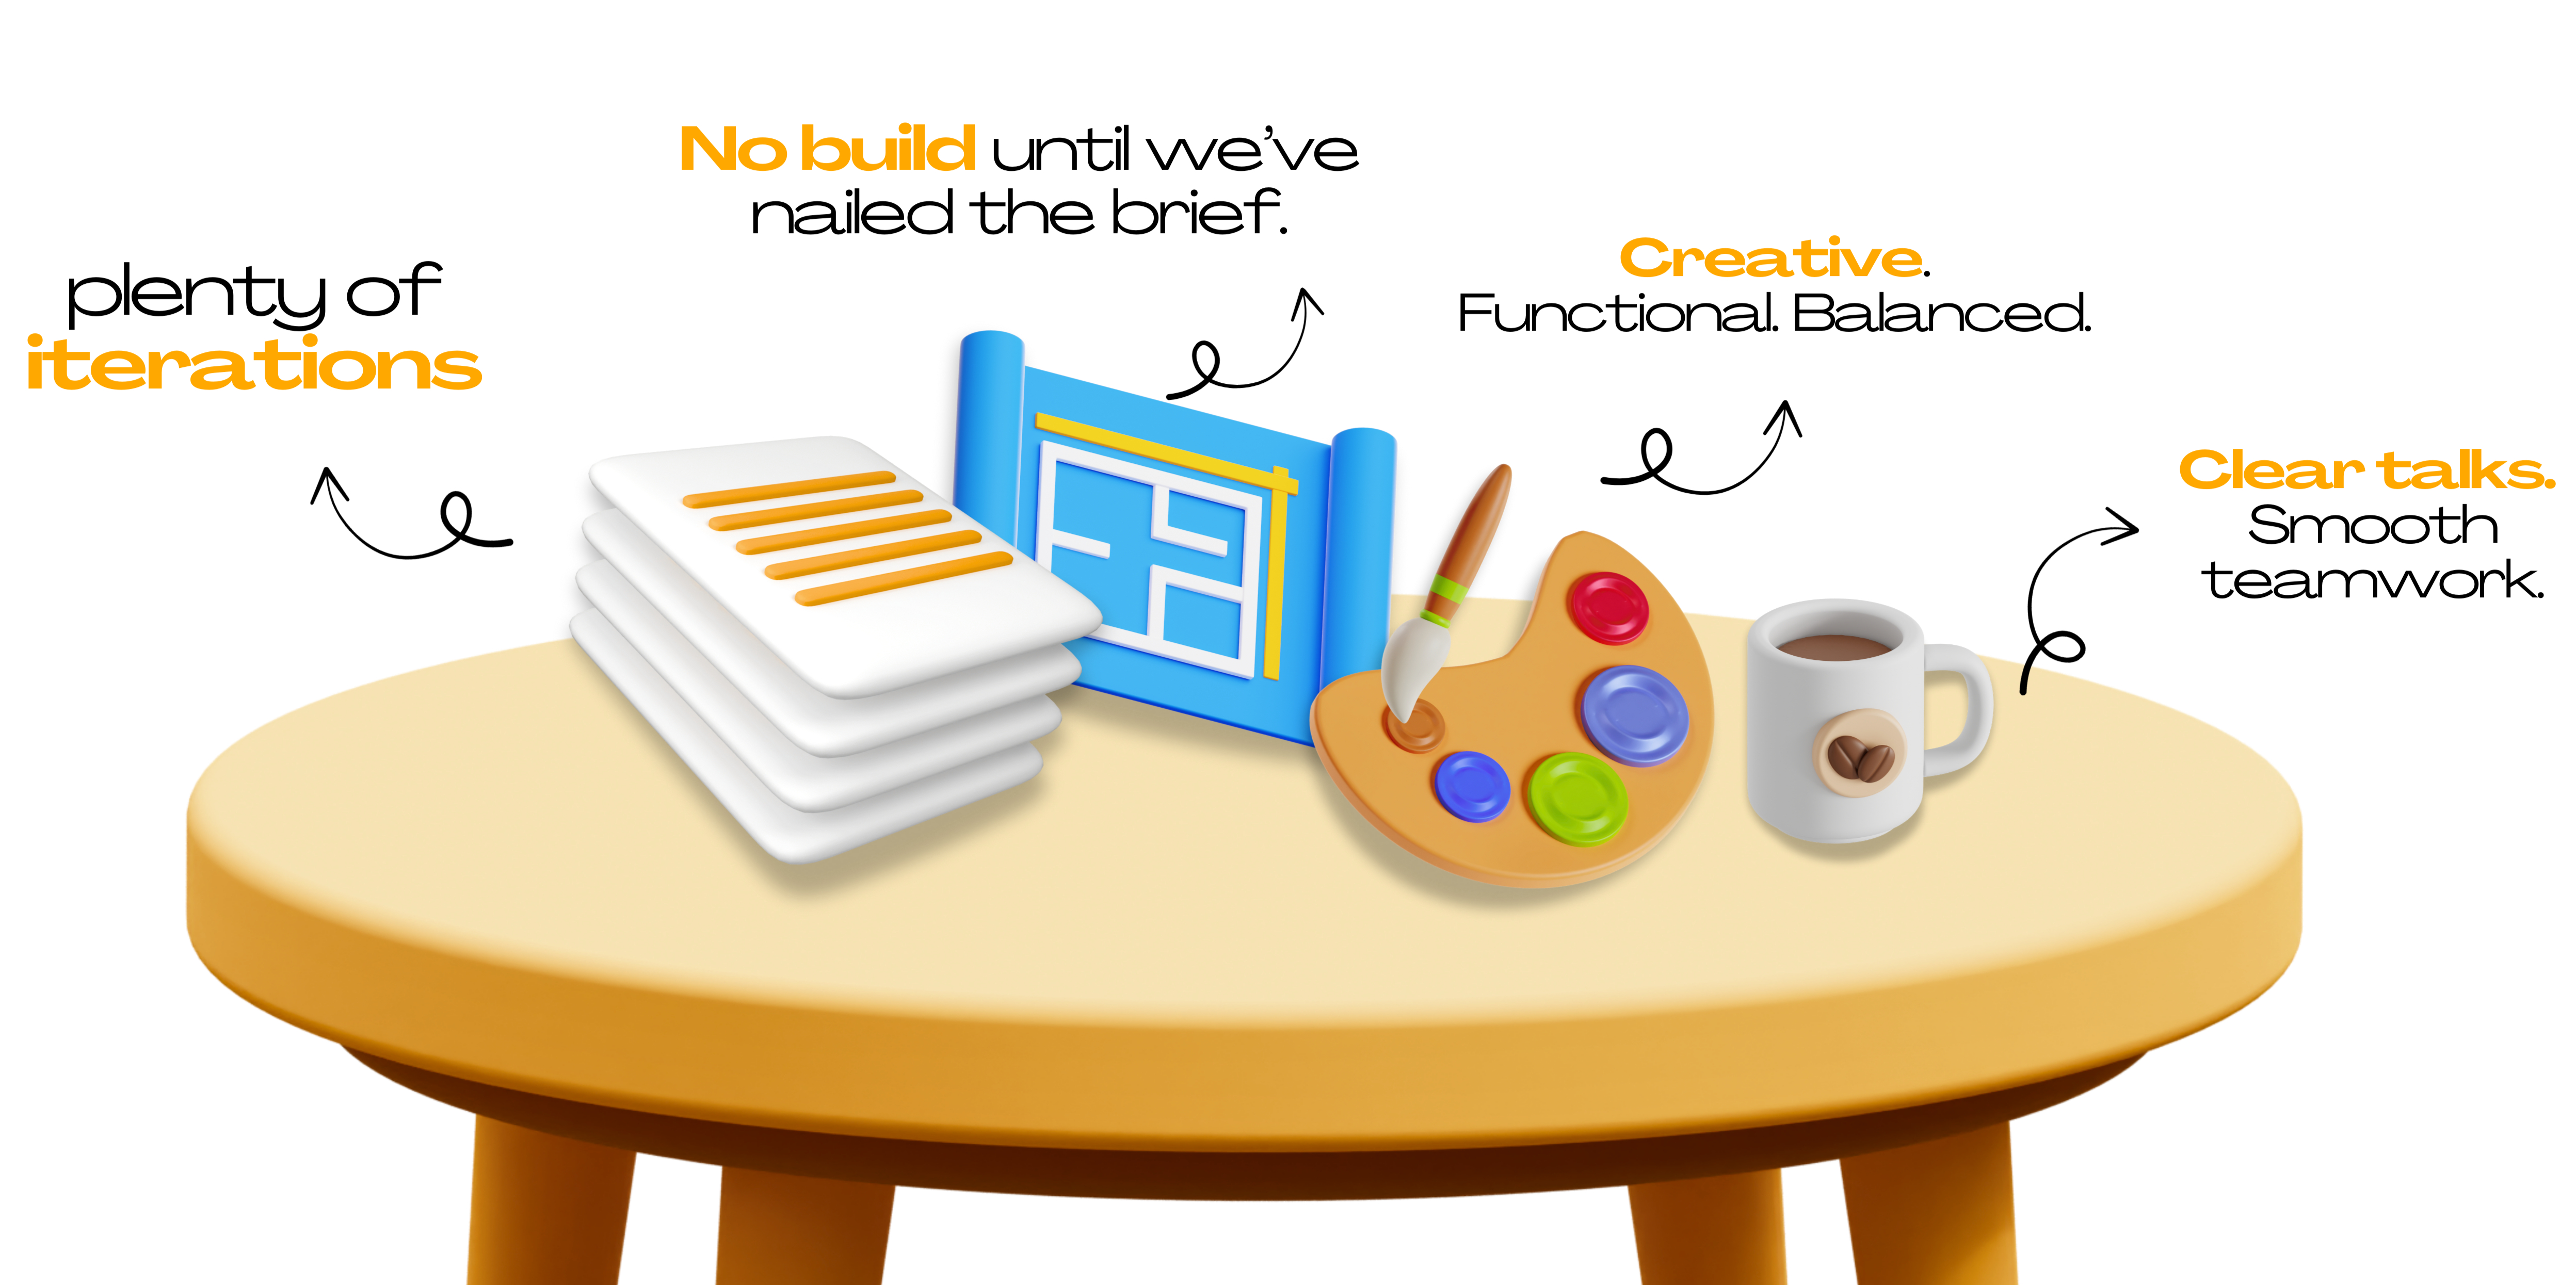 plenty of
iterations
No build until we’ve
nailed the brief.
Creative.
Functional. Balanced.
Clear talks.
Smooth
teamwork.